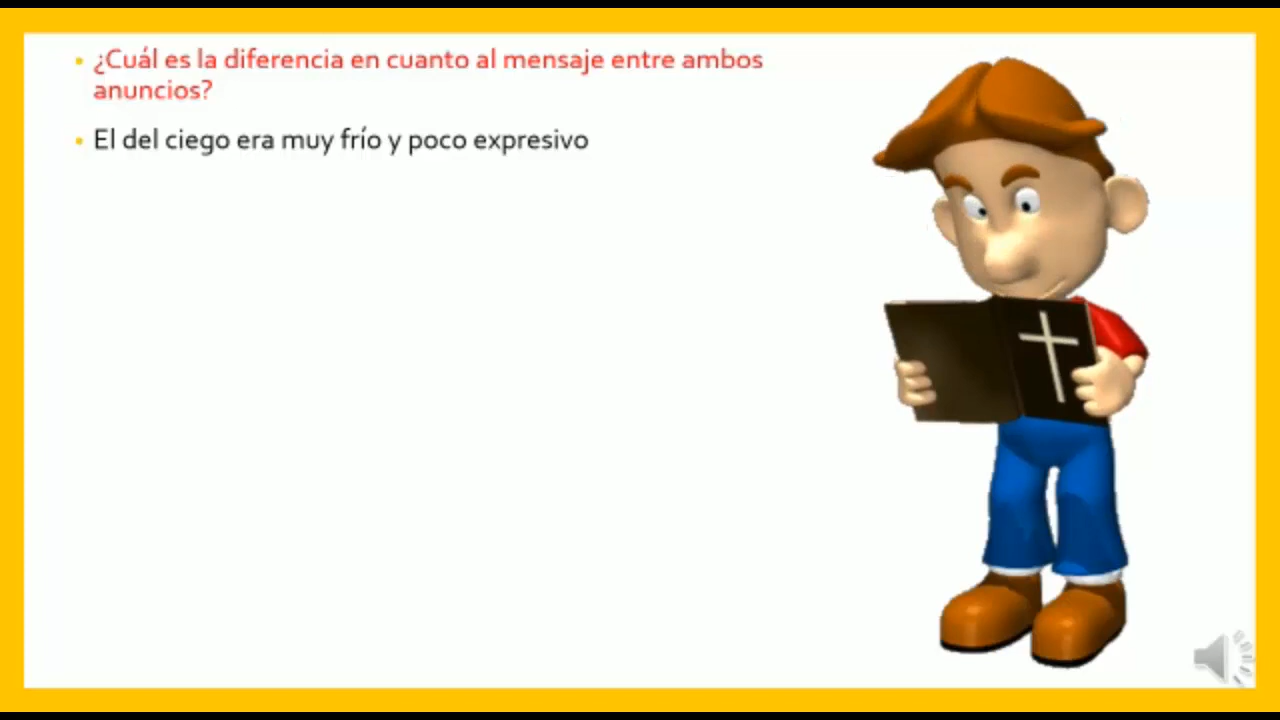 ¿Cuál es la diferencia en cuanto al mensaje entre ambos
anuncios?
El del ciego era muy frío y poco expresivo